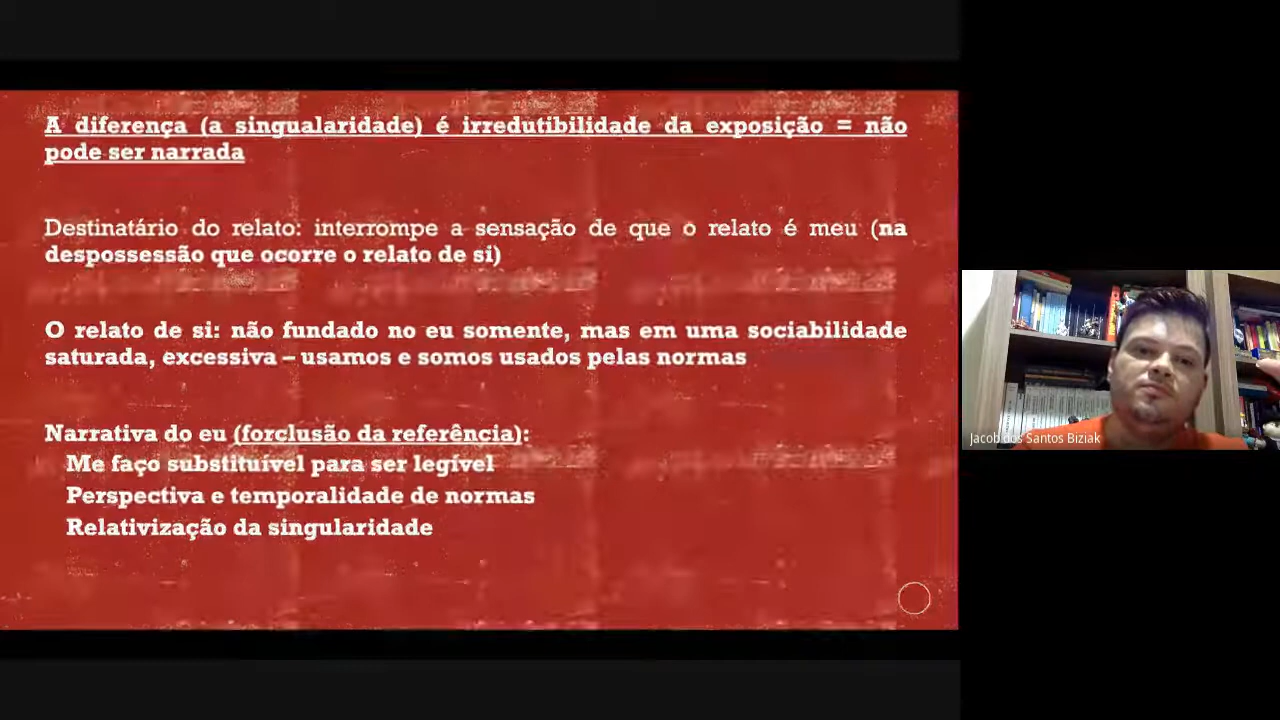 A diferença (a singualaridade) é irredutibilidade da exposição = não
pode ser narrada
Destinatário do relato: interrompe a sensação de que o relato é meu (na
despossessão que ocorre o relato de si)
O relato de si: não fundado no eu somente, mas em uma sociabilidade
saturada, excessiva – usamos e somos usados pelas normas
Narrativa do eu (forclusão da referência):
Me faço substituível para ser legível
Perspectiva e temporalidade de normas
Relativização da singularidade
Jacob dos Santos Biziak